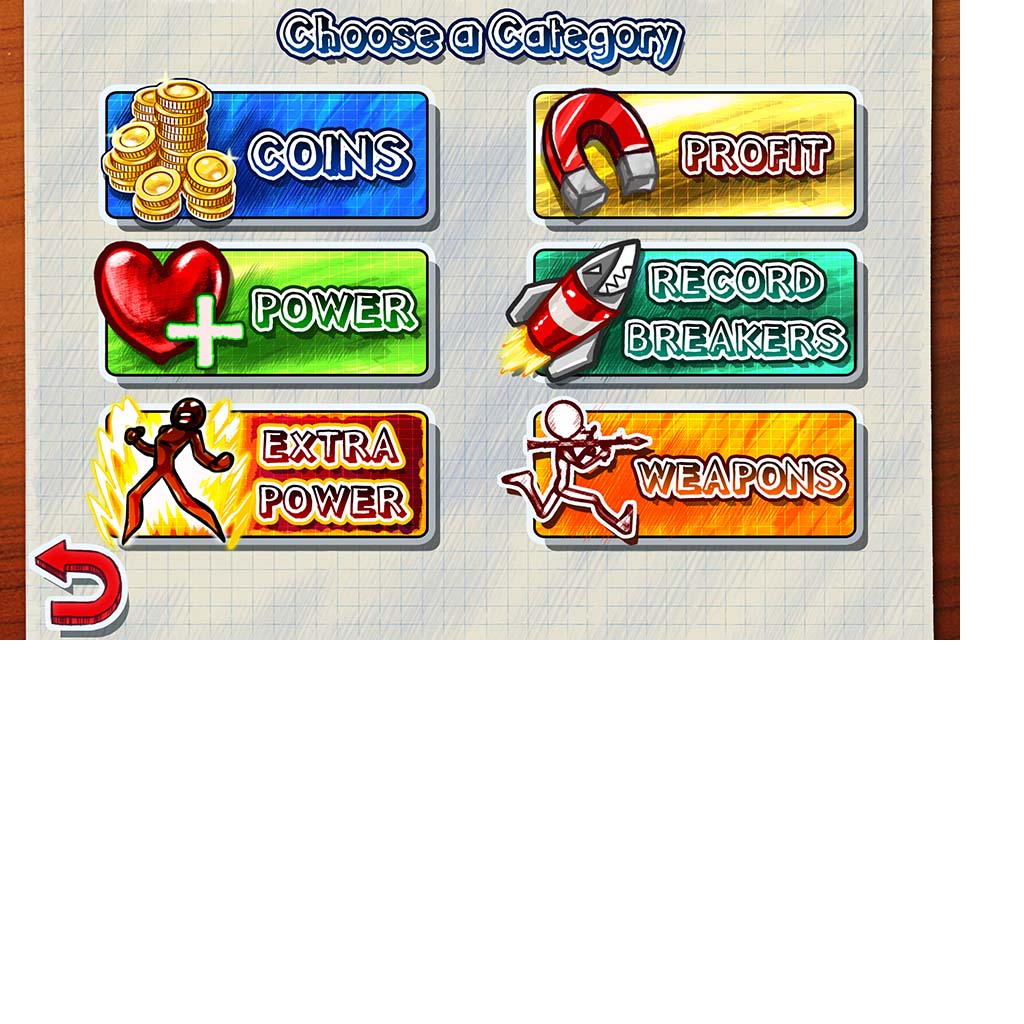 Choose a Category
COINS
PROFIT
POWER
RECORD
BREAKERS
EXTRA
POWER
WEAPONS